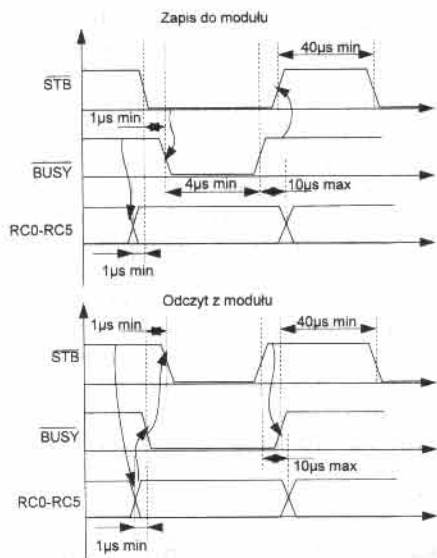 Zapis do modułu
40µs min
STB
1µs min
BUSY
4µs min
10µs max
RC0-RC5
1µs min
Odczyt z modułu
1µs min
40µs min
STB
BUSY
10µs max
RC0-RC5
1µs min